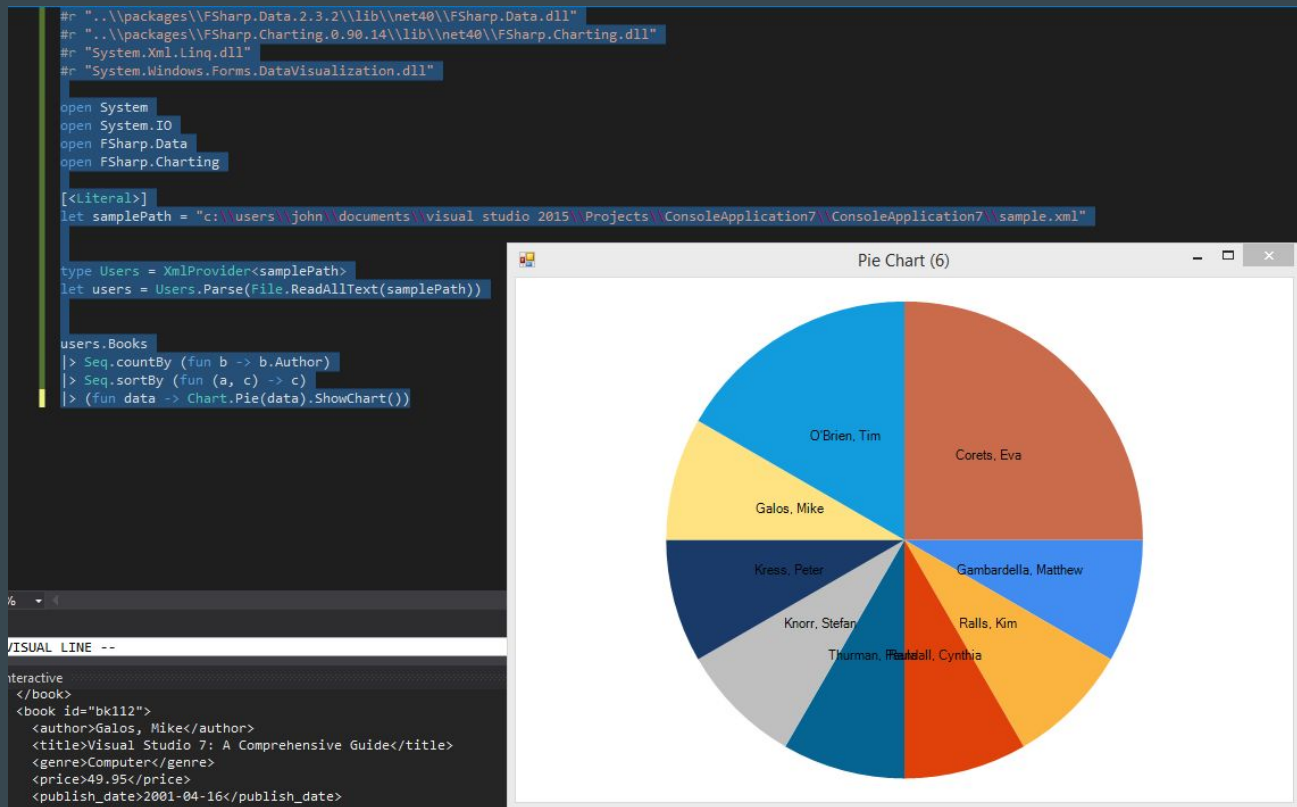 #r "..\\packages\\FSharp.Data.2.3.2\\lib\\net40\\FSharp.Data.dll"
#r "..\\packages\\FSharp.Charting.0.90.14\\lib\\net40\\FSharp.Charting.dll"
#r "System.Xml.Linq.dll"
#r "System.Windows.Forms.DataVisualization.dll"
open System
open System.IO
open FSharp.Data
open FSharp.Charting
[<Literal>]
let samplePath = "c:\\users\\john\\documents\\visual studio 2015\\Projects\\ConsoleApplication7\\ConsoleApplication7\\sample.xml"
type Users = XmlProvider<samplePath>
let users = Users.Parse(File.ReadAllText(samplePath))
users.Books
|> Seq.countBy (fun b -> b.Author)
|> Seq.sortBy (fun (a, c) -> c)
|> (fun data -> Chart.Pie(data).ShowChart())
Pie Chart (6)
O'Brien, Tim
Corets, Eva
Galos, Mike
Kress, Peter
Gambardella, Matthew
Knorr, Stefan
Ralls, Kim
Thurman, Paula
Randall, Cynthia
%
VISUAL LINE --
nteractive
</book>
<book id="bk112">
<author>Galos, Mike</author>
<title>Visual Studio 7: A Comprehensive Guide</title>
<genre>Computer</genre>
<price>49.95</price>
<publish_date>2001-04-16</publish_date>